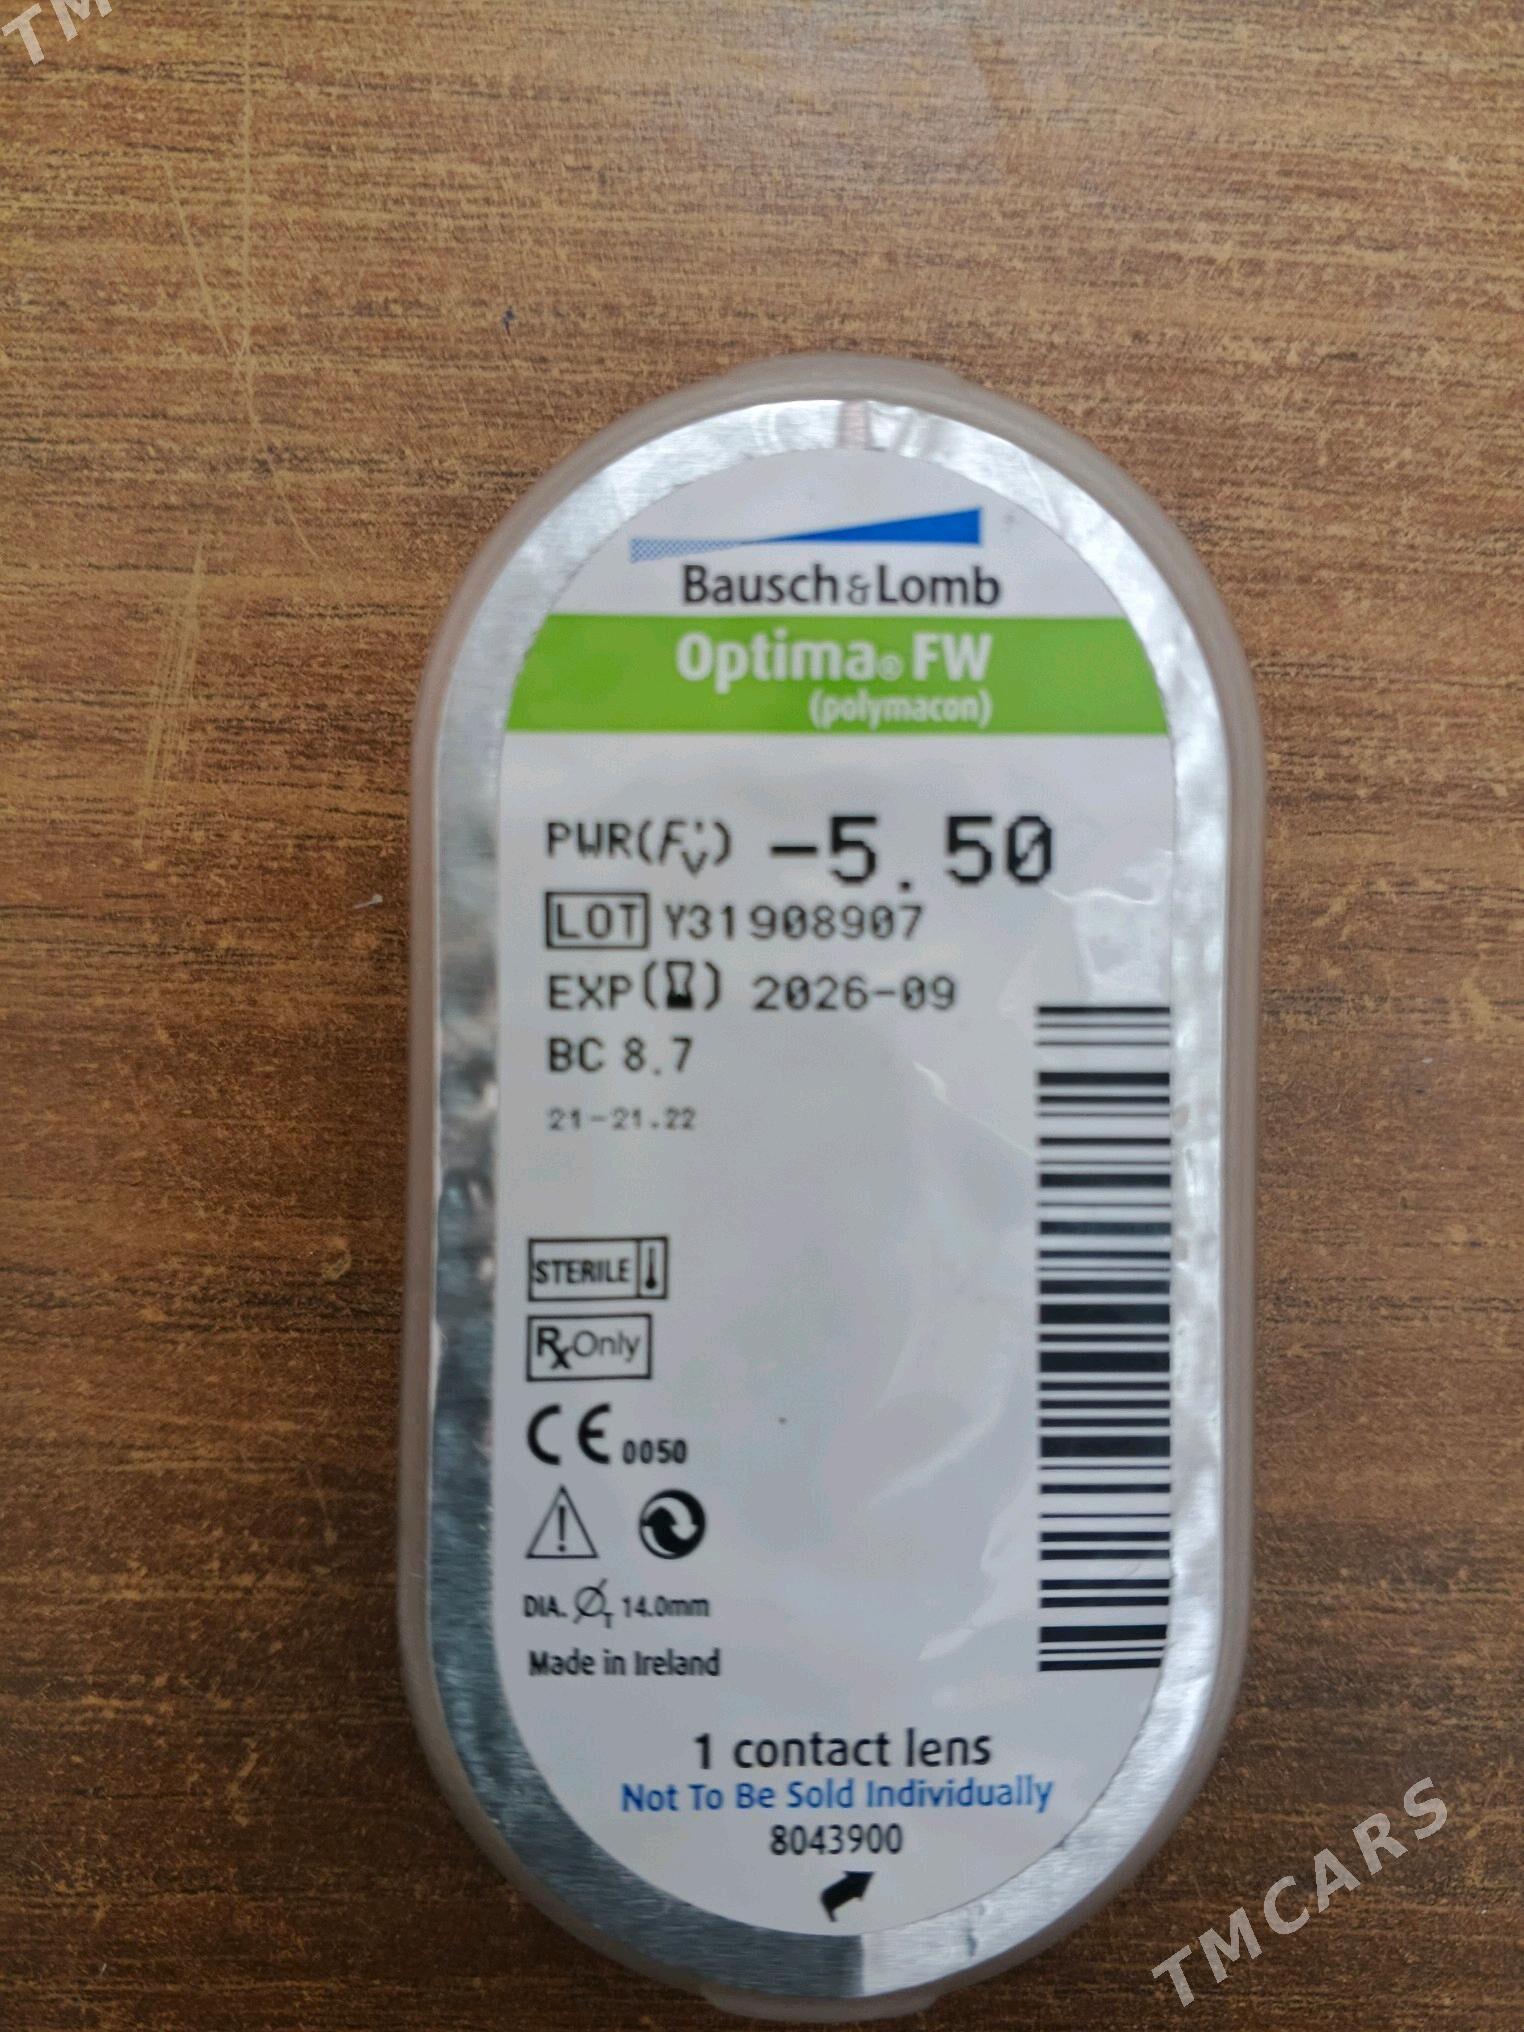 TM
Bausch & Lomb
Optima® FW
(polymacon)
PWR(F'v) -5.50
LOT Y31908907
EXP 2026-09
BC 8.7
21-21.22
STERILE
Rx Only
CE 0050
DIA. ØT 14.0mm
Made in Ireland
1 contact lens
Not To Be Sold Individually
8043900
TMCARS